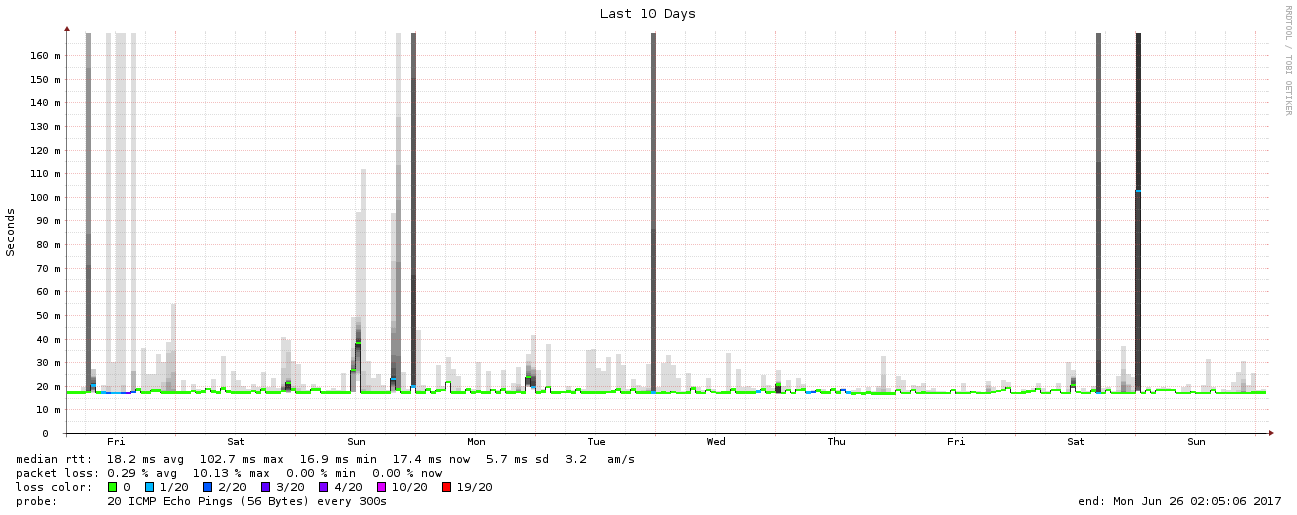 Last 10 Days
RRDTOOL / TOBI OETIKER
Seconds
160 m
150 m
140 m
130 m
120 m
110 m
100 m
90 m
80 m
70 m
60 m
50 m
40 m
30 m
20 m
10 m
0
Fri Sat Sun Mon Tue Wed Thu Fri Sat Sun
median rtt: 18.2 ms avg 102.7 ms max 16.9 ms min 17.4 ms now 5.7 ms sd 3.2 am/s
packet loss: 0.29 % avg 10.13 % max 0.00 % min 0.00 % now
loss color: 0 1/20 2/20 3/20 4/20 10/20 19/20
probe: 20 ICMP Echo Pings (56 Bytes) every 300s end: Mon Jun 26 02:05:06 2017